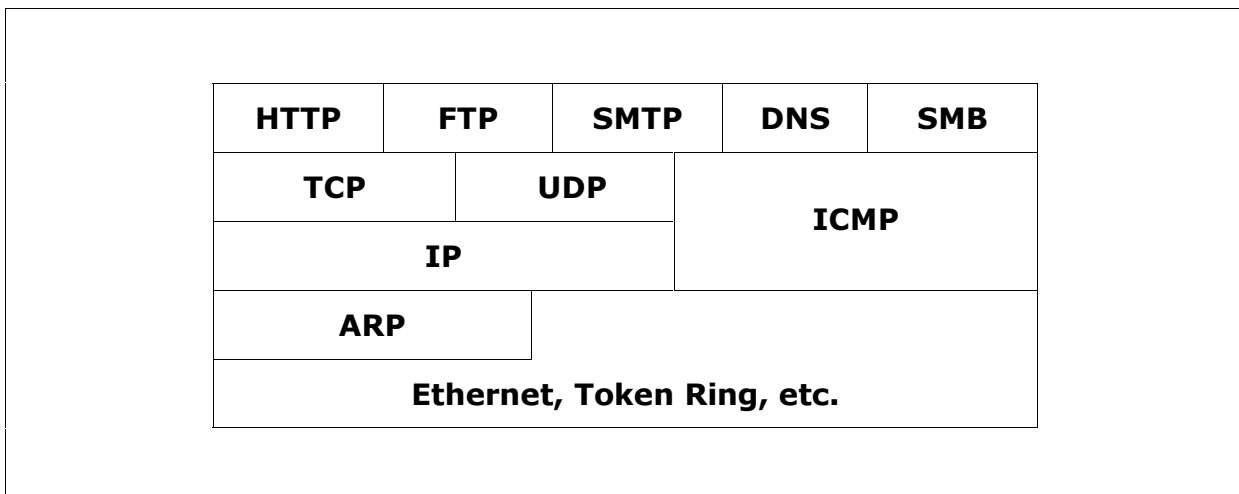 HTTP FTP SMTP DNS SMB
TCP UDP
ICMP
IP
ARP
Ethernet, Token Ring, etc.